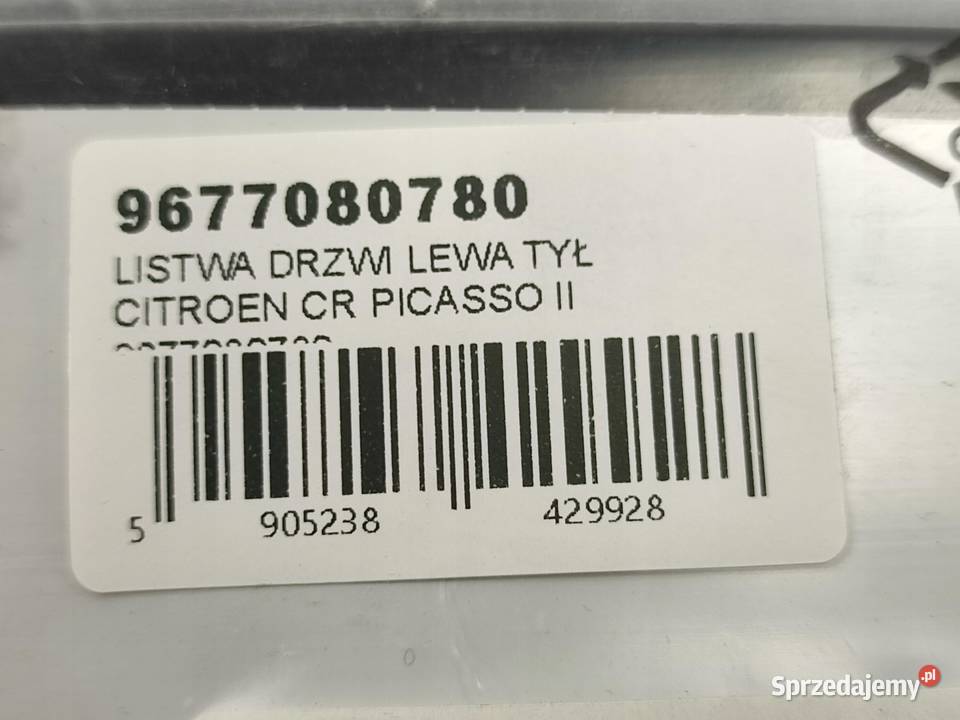 9677080780
LISTWA DRZWI LEWA TYŁ
CITROEN CR PICASSO II
5 905238 429928
Sprzedajemy.pl